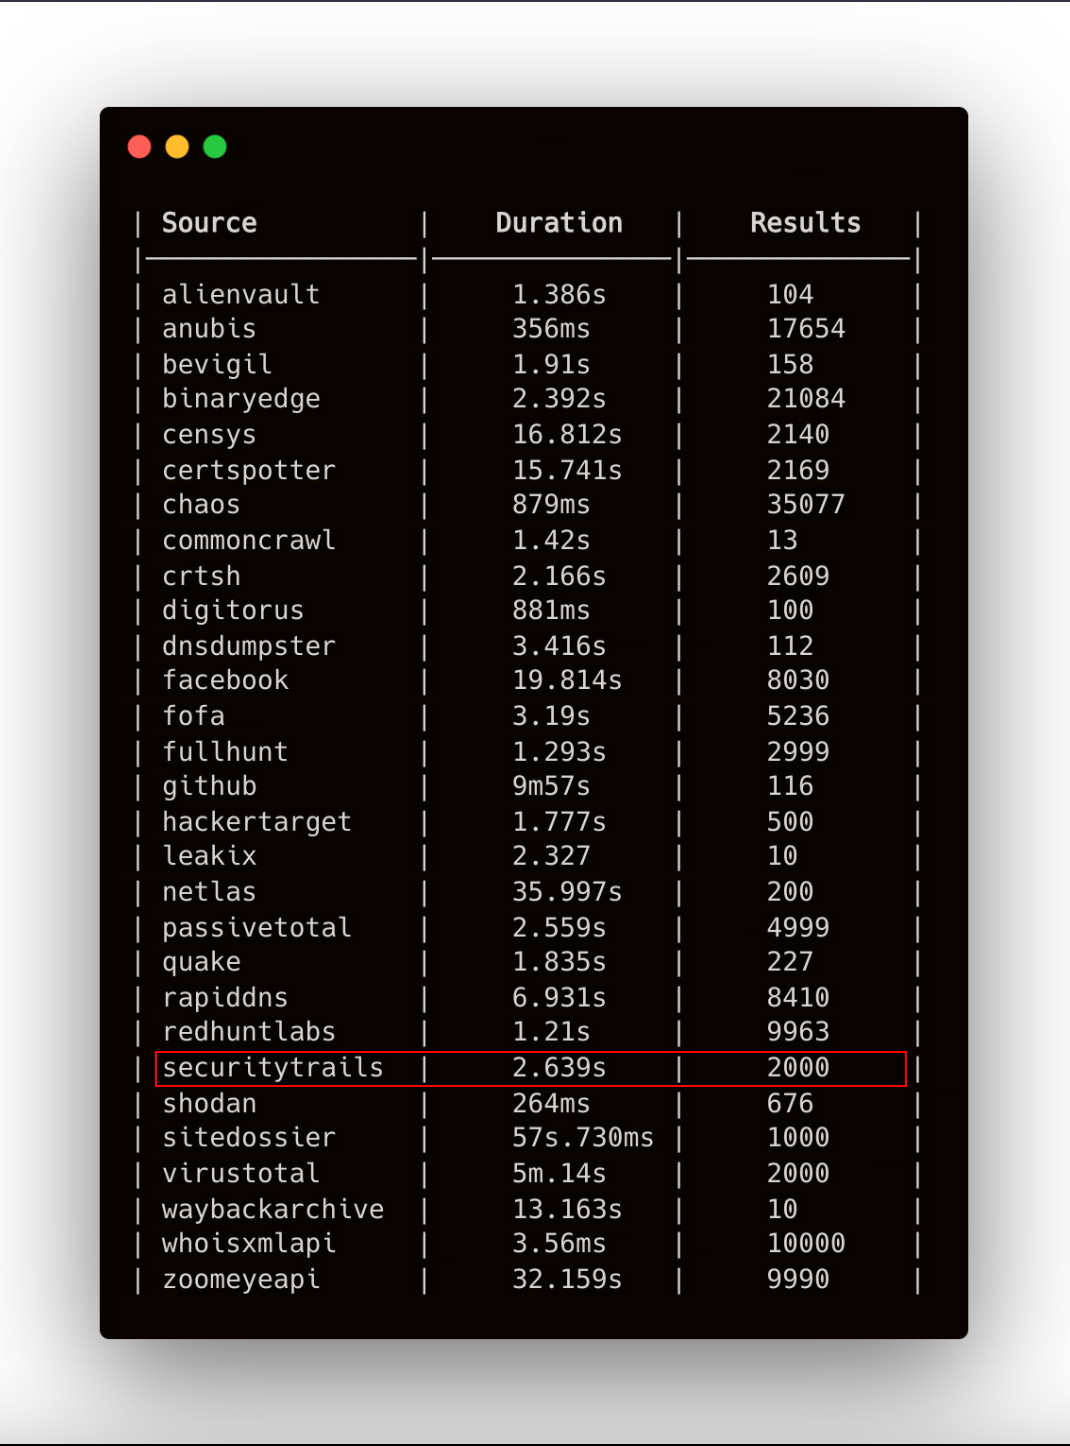 | Source | Duration | Results |
| alienvault | 1.386s | 104 |
| anubis | 356ms | 17654 |
| bevigil | 1.91s | 158 |
| binaryedge | 2.392s | 21084 |
| censys | 16.812s | 2140 |
| certspotter | 15.741s | 2169 |
| chaos | 879ms | 35077 |
| commoncrawl | 1.42s | 13 |
| crtsh | 2.166s | 2609 |
| digitorus | 881ms | 100 |
| dnsdumpster | 3.416s | 112 |
| facebook | 19.814s | 8030 |
| fofa | 3.19s | 5236 |
| fullhunt | 1.293s | 2999 |
| github | 9m57s | 116 |
| hackertarget | 1.777s | 500 |
| leakix | 2.327 | 10 |
| netlas | 35.997s | 200 |
| passivetotal | 2.559s | 4999 |
| quake | 1.835s | 227 |
| rapiddns | 6.931s | 8410 |
| redhuntlabs | 1.21s | 9963 |
| securitytrails | 2.639s | 2000 |
| shodan | 264ms | 676 |
| sitedossier | 57s.730ms | 1000 |
| virustotal | 5m.14s | 2000 |
| waybackarchive | 13.163s | 10 |
| whoisxmlapi | 3.56ms | 10000 |
| zoomeyeapi | 32.159s | 9990 |